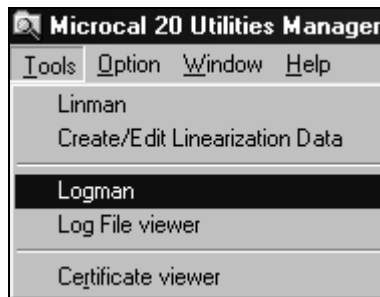 Microcal 20 Utilities Manager
Tools Option Window Help
Linman
Create/Edit Linearization Data
Logman
Log File viewer
Certificate viewer